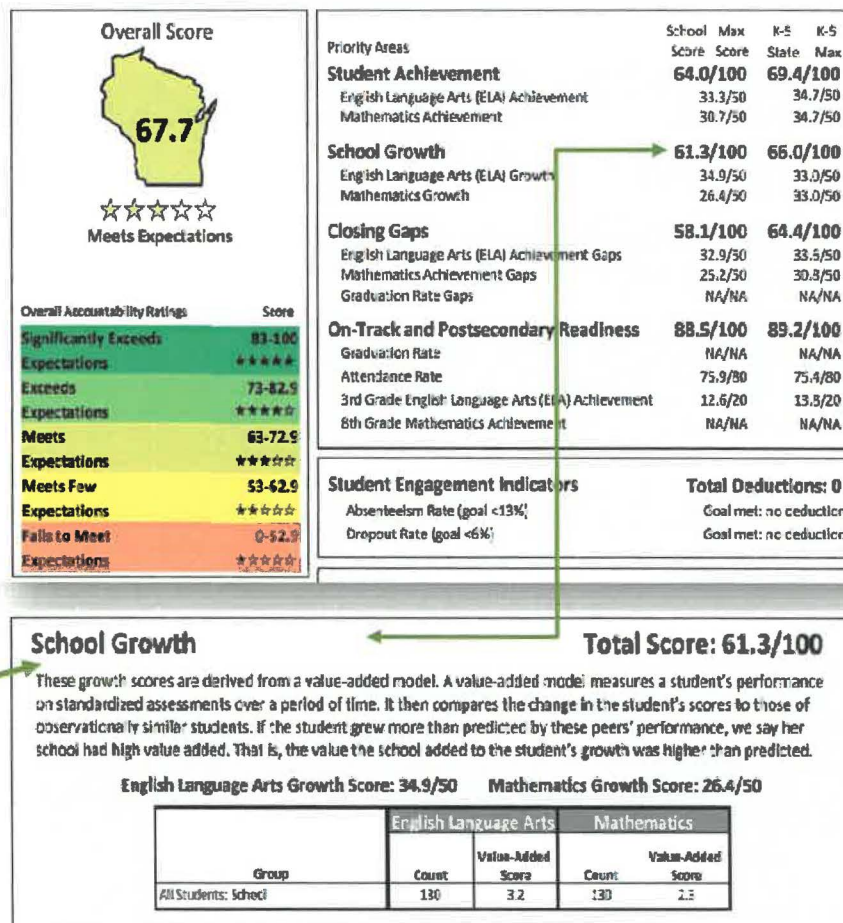 Overall Score
67.7
Meets Expectations
Overall Accountability Ratings Score
Significantly Exceeds 83-100
Expectations ★★★★★
Exceeds 73-82.9
Expectations ★★★★☆
Meets 63-72.9
Expectations ★★★☆☆
Meets Few 53-62.9
Expectations ★★☆☆☆
Fails to Meet 0-52.9
Expectations ★☆☆☆☆
School Max K-5 K-5
Priority Areas Score Score State Max
Student Achievement 64.0/100 69.4/100
English Language Arts (ELA) Achievement 33.3/50 34.7/50
Mathematics Achievement 30.7/50 34.7/50
School Growth 61.3/100 66.0/100
English Language Arts (ELA) Growth 34.9/50 33.0/50
Mathematics Growth 26.4/50 33.0/50
Closing Gaps 58.1/100 64.4/100
English Language Arts (ELA) Achievement Gaps 32.9/50 33.5/50
Mathematics Achievement Gaps 25.2/50 30.8/50
Graduation Rate Gaps NA/NA NA/NA
On-Track and Postsecondary Readiness 88.5/100 89.2/100
Graduation Rate NA/NA NA/NA
Attendance Rate 75.9/80 75.4/80
3rd Grade English Language Arts (ELA) Achievement 12.6/20 13.8/20
8th Grade Mathematics Achievement NA/NA NA/NA
Student Engagement Indicators Total Deductions: 0
Absenteeism Rate (goal <13%) Goal met: no deduction
Dropout Rate (goal <6%) Goal met: no deduction
School Growth Total Score: 61.3/100
These growth scores are derived from a value-added model. A value-added model measures a student's performance
on standardized assessments over a period of time. It then compares the change in the student's scores to those of
observationally similar students. If the student grew more than predicted by these peers' performance, we say her
school had high value added. That is, the value the school added to the student's growth was higher than predicted.
English Language Arts Growth Score: 34.9/50 Mathematics Growth Score: 26.4/50
English Language Arts Mathematics
Group Count Value-Added Score Count Value-Added Score
All Students: School 130 3.2 130 2.3